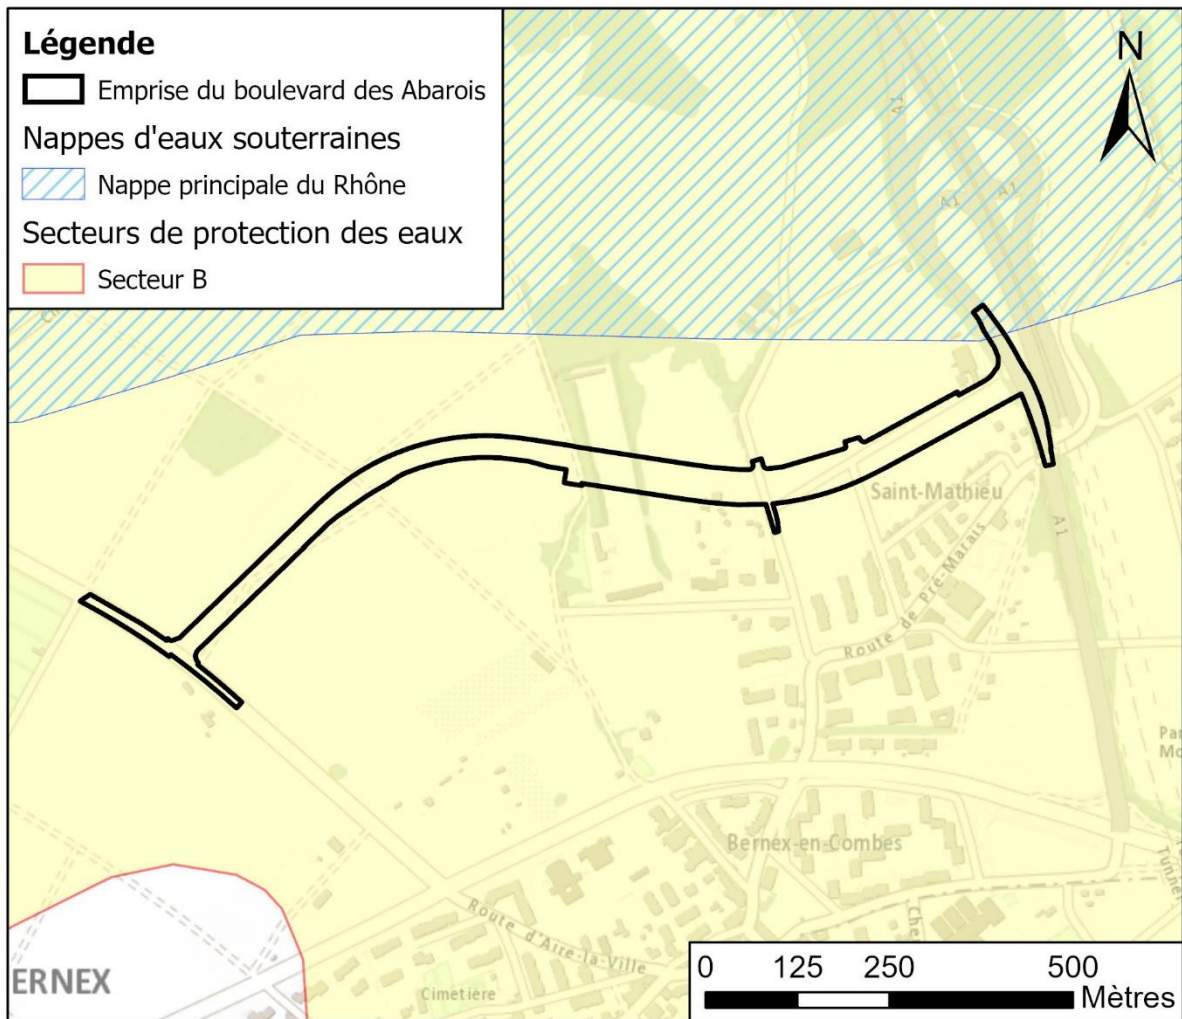 Légende
Emprise du boulevard des Abarois
Nappes d'eaux souterraines
Nappe principale du Rhône
Secteurs de protection des eaux
Secteur B
N
A1
A1
A1
Saint-Mathieu
A1
Route de Pré-Marais
Bernex-en-Combes
Route d'Aire-la-Ville
Cimetière
ERNEX
0 125 250 500
Mètres